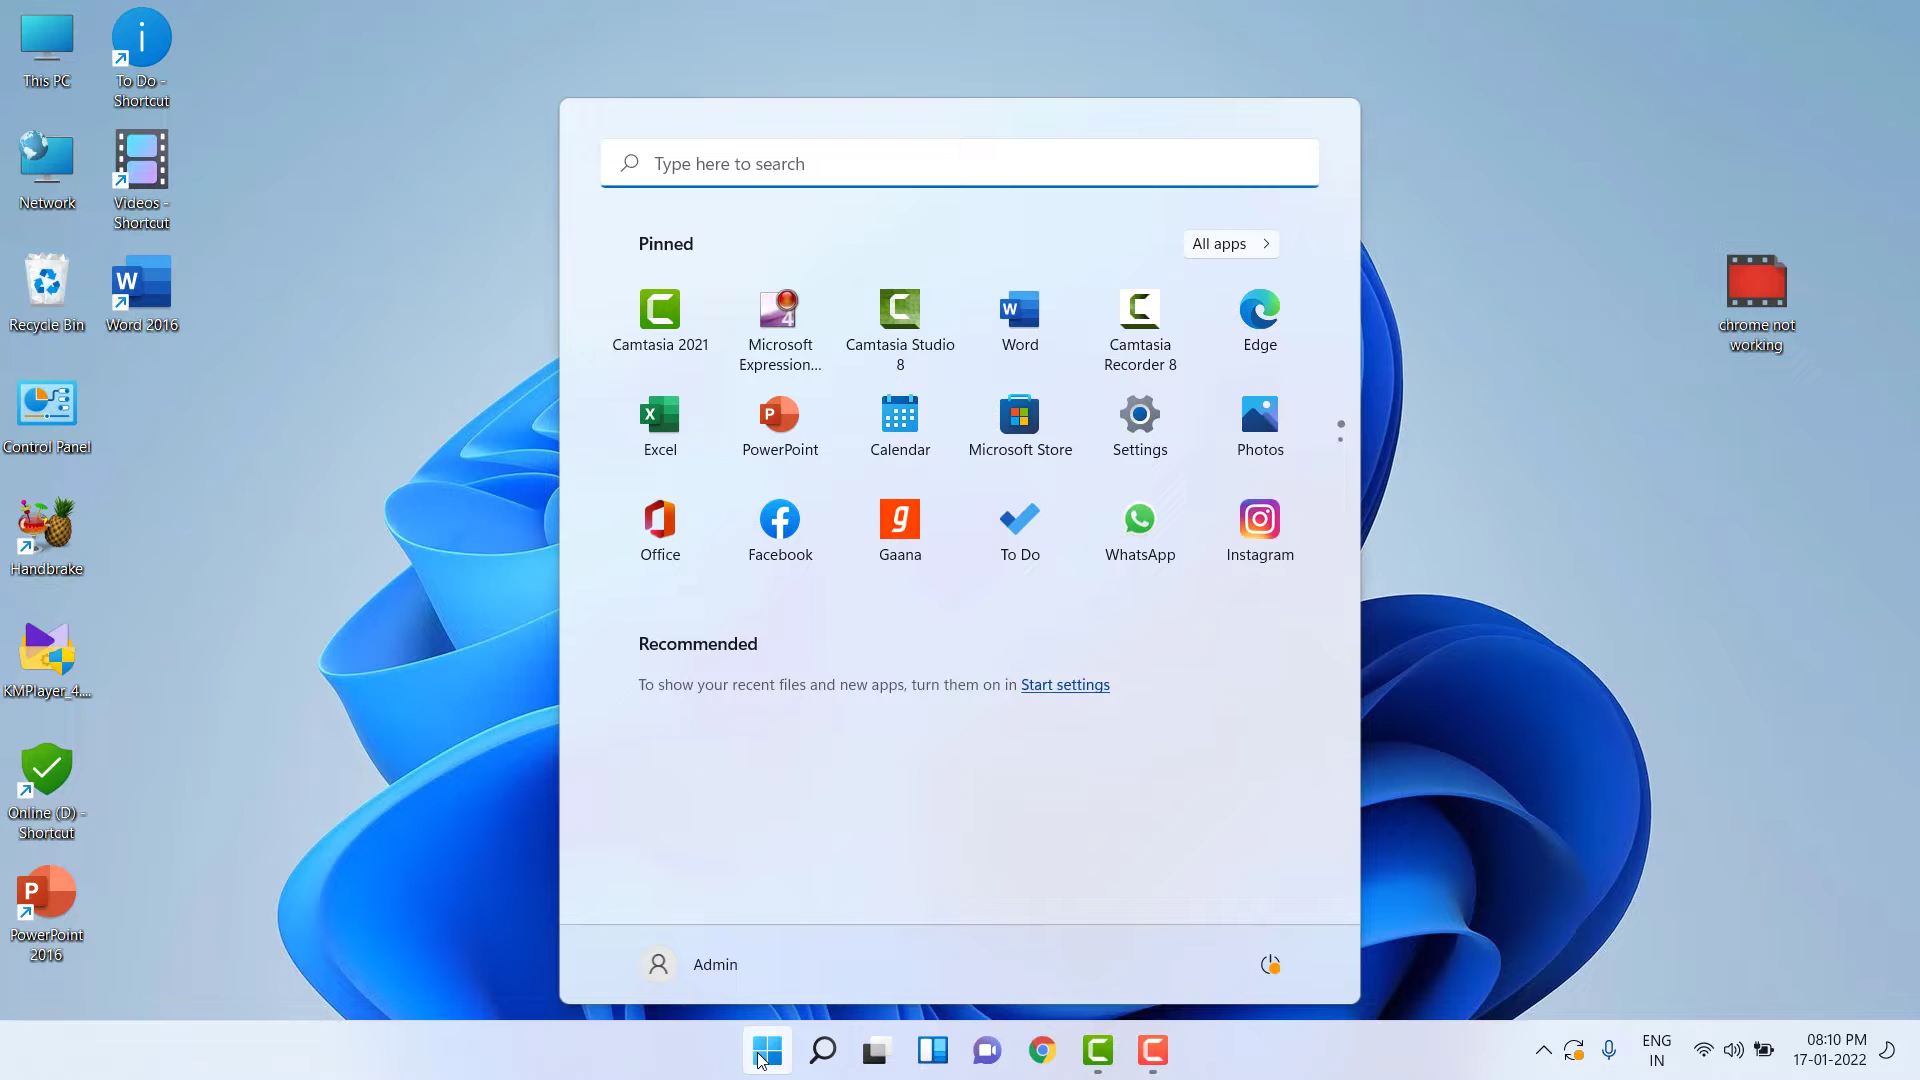 This PC
To Do -
Shortcut
Network
Videos -
Shortcut
Recycle Bin
Word 2016
Control Panel
Handbrake
KMPlayer_4....
Online (D) -
Shortcut
PowerPoint
2016
Type here to search
Pinned
All apps
Camtasia 2021
Microsoft
Expression...
Camtasia Studio
8
Word
Camtasia
Recorder 8
Edge
Excel
PowerPoint
Calendar
Microsoft Store
Settings
Photos
Office
Facebook
Gaana
To Do
WhatsApp
Instagram
Recommended
To show your recent files and new apps, turn them on in Start settings
Admin
chrome not
working
ENG
IN
08:10 PM
17-01-2022